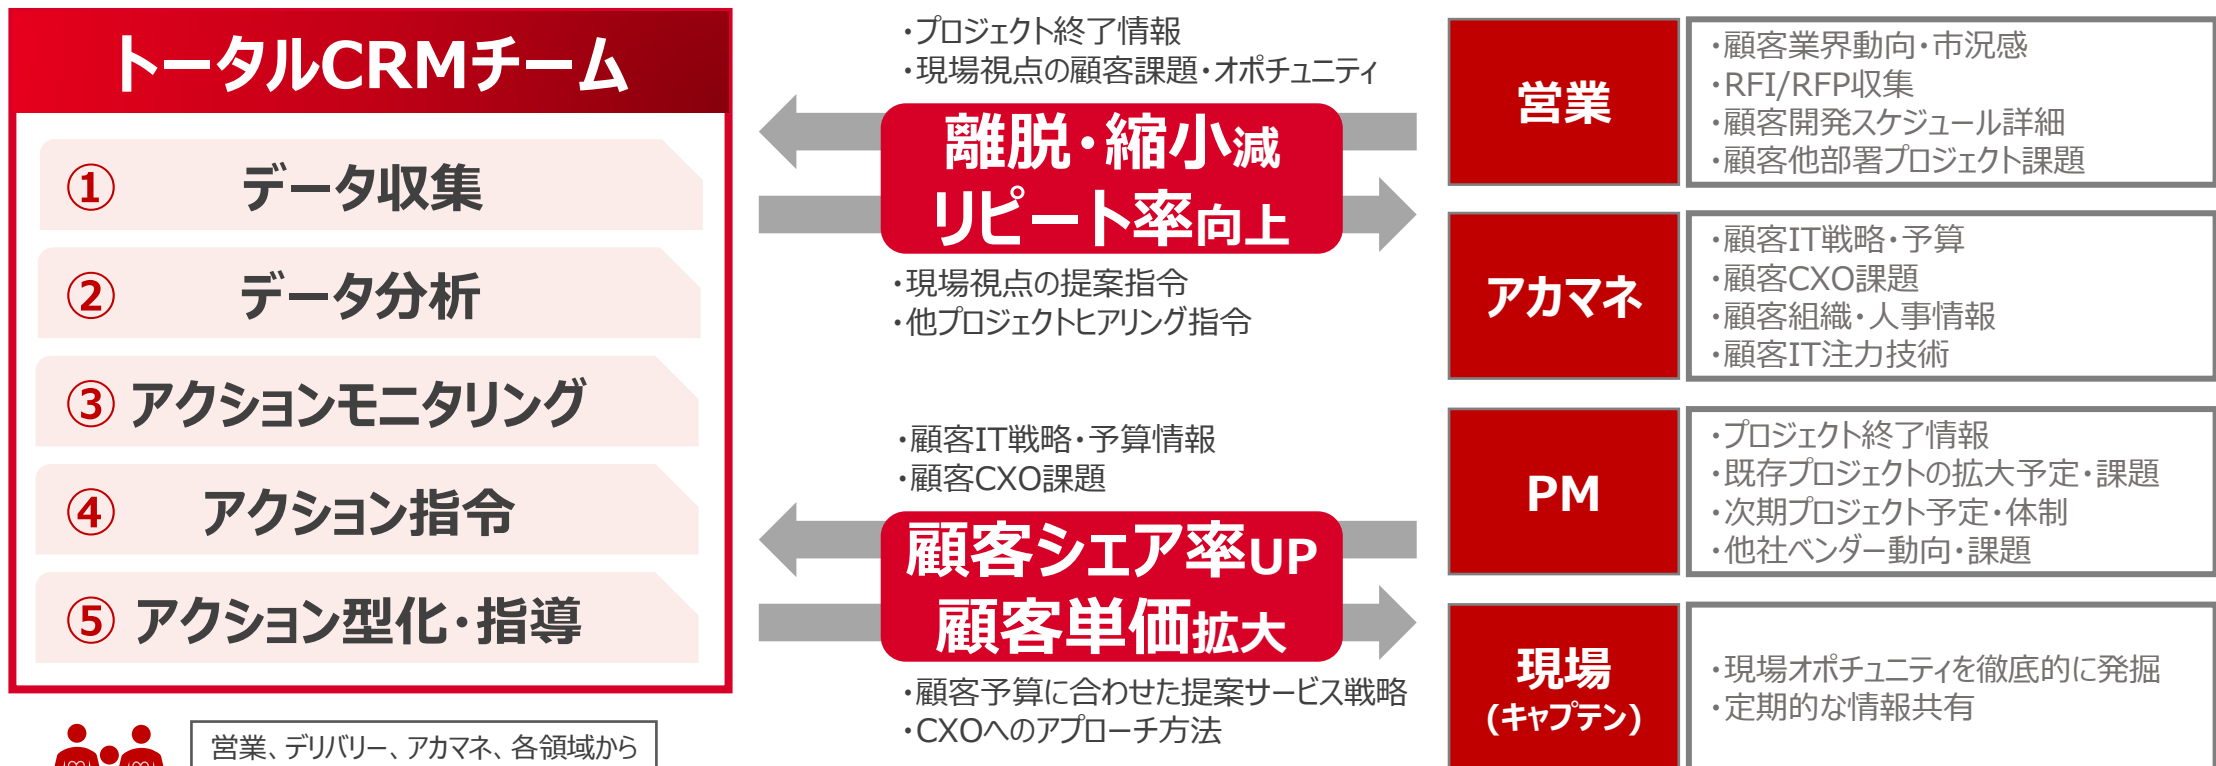 トータルCRMチーム
① データ収集
② データ分析
③ アクションモニタリング
④ アクション指令
⑤ アクション型化・指導
営業、デリバリー、アカマネ、各領域から
・プロジェクト終了情報
・現場視点の顧客課題・オポチュニティ
離脱・縮小減
リピート率向上
・現場視点の提案指令
・他プロジェクトヒアリング指令
・顧客IT戦略・予算情報
・顧客CXO課題
顧客シェア率UP
顧客単価拡大
・顧客予算に合わせた提案サービス戦略
・CXOへのアプローチ方法
営業
・顧客業界動向・市況感
・RFI/RFP収集
・顧客開発スケジュール詳細
・顧客他部署プロジェクト課題
アカマネ
・顧客IT戦略・予算
・顧客CXO課題
・顧客組織・人事情報
・顧客IT注力技術
PM
・プロジェクト終了情報
・既存プロジェクトの拡大予定・課題
・次期プロジェクト予定・体制
・他社ベンダー動向・課題
現場
(キャプテン)
・現場オポチュニティを徹底的に発掘
・定期的な情報共有